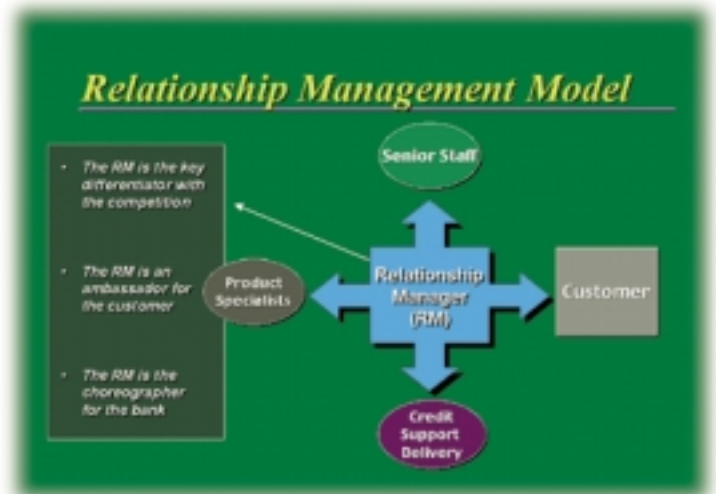 Relationship Management Model
• The RM is the key
differentiator with
the competition
• The RM is an
ambassador for
the customer
• The RM is the
choreographer
for the bank
Senior Staff
Product
Specialists
Relationship
Manager
(RM)
Customer
Credit
Support
Delivery